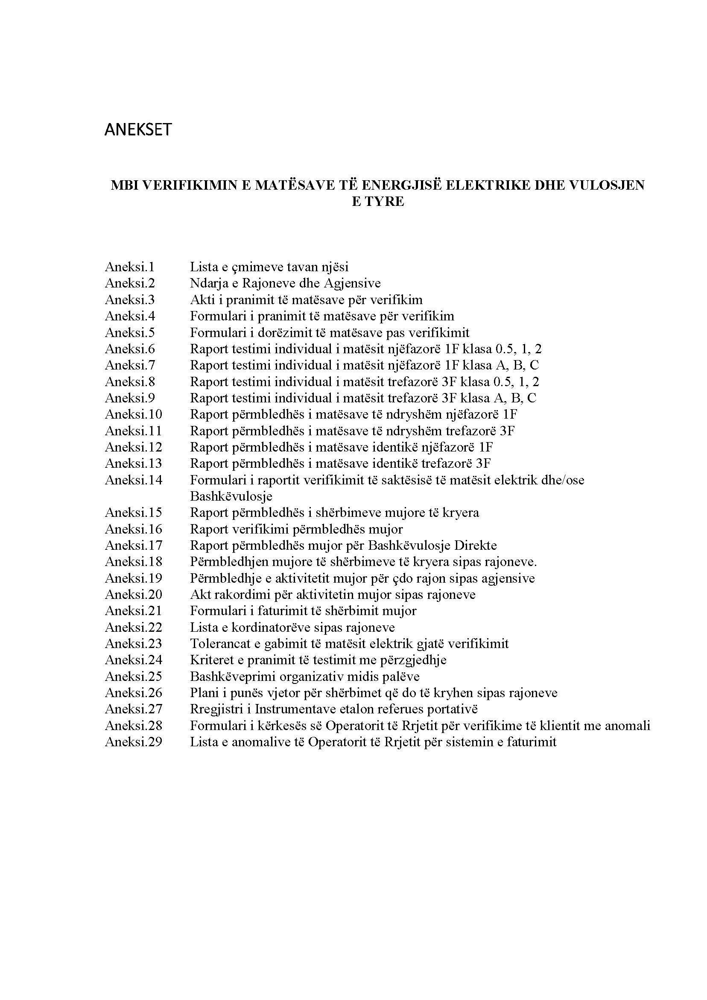 ANEKSET
MBI VERIFIKIMIN E MATËSAVE TË ENERGJISË ELEKTRIKE DHE VULOSJEN
E TYRE
Aneksi.1 Lista e çmimeve tavan njësi
Aneksi.2 Ndarja e Rajoneve dhe Agjensive
Aneksi.3 Akti i pranimit të matësave për verifikim
Aneksi.4 Formulari i pranimit të matësave për verifikim
Aneksi.5 Formulari i dorëzimit të matësave pas verifikimit
Aneksi.6 Raport testimi individual i matësit njëfazorë 1F klasa 0.5, 1, 2
Aneksi.7 Raport testimi individual i matësit njëfazorë 1F klasa A, B, C
Aneksi.8 Raport testimi individual i matësit trefazorë 3F klasa 0.5, 1, 2
Aneksi.9 Raport testimi individual i matësit trefazorë 3F klasa A, B, C
Aneksi.10 Raport përmbledhës i matësave të ndryshëm njëfazorë 1F
Aneksi.11 Raport përmbledhës i matësave të ndryshëm trefazorë 3F
Aneksi.12 Raport përmbledhës i matësave identikë njëfazorë 1F
Aneksi.13 Raport përmbledhës i matësave identikë trefazorë 3F
Aneksi.14 Formulari i raportit verifikimit të saktësisë të matësit elektrik dhe/ose
Bashkëvulosje
Aneksi.15 Raport përmbledhës i shërbimeve mujore të kryera
Aneksi.16 Raport verifikimi përmbledhës mujor
Aneksi.17 Raport përmbledhës mujor për Bashkëvulosje Direkte
Aneksi.18 Përmbledhjen mujore të shërbimeve të kryera sipas rajoneve.
Aneksi.19 Përmbledhje e aktivitetit mujor për çdo rajon sipas agjensive
Aneksi.20 Akt rakordimi për aktivitetin mujor sipas rajoneve
Aneksi.21 Formulari i faturimit të shërbimit mujor
Aneksi.22 Lista e kordinatorëve sipas rajoneve
Aneksi.23 Tolerancat e gabimit të matësit elektrik gjatë verifikimit
Aneksi.24 Kriteret e pranimit të testimit me përzgjedhje
Aneksi.25 Bashkëveprimi organizativ midis palëve
Aneksi.26 Plani i punës vjetor për shërbimet që do të kryhen sipas rajoneve
Aneksi.27 Rregjistri i Instrumentave etalon referues portativë
Aneksi.28 Formulari i kërkesës së Operatorit të Rrjetit për verifikime të klientit me anomali
Aneksi.29 Lista e anomalive të Operatorit të Rrjetit për sistemin e faturimit